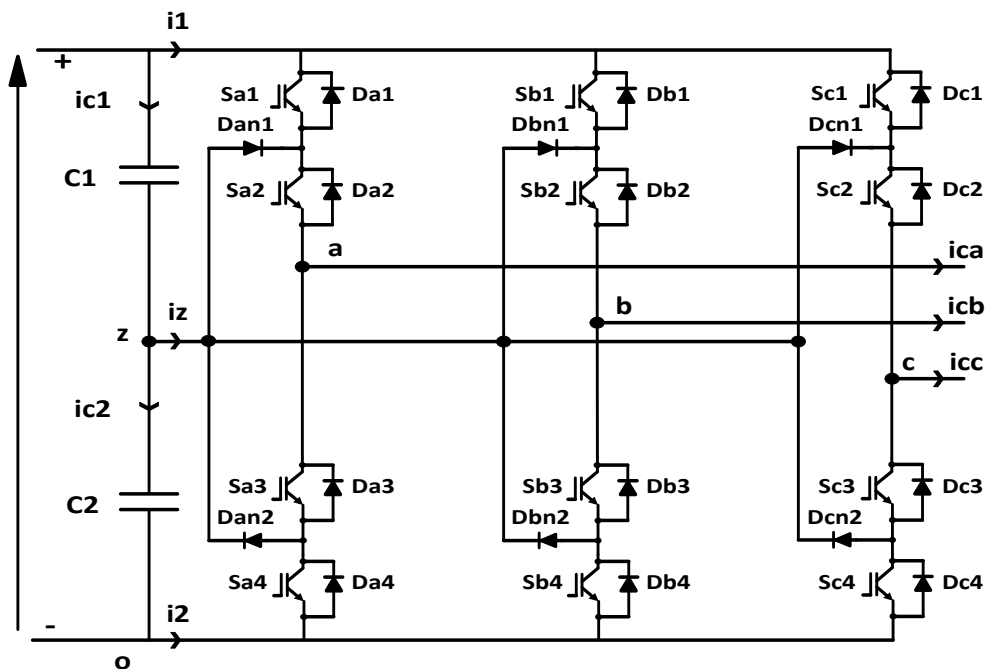 i1
+
ic1
Sa1 Da1 Sb1 Db1 Sc1 Dc1
Dan1 Dbn1 Dcn1
C1
Sa2 Da2 Sb2 Db2 Sc2 Dc2
a ica
z iz b icb
c icc
ic2
Sa3 Da3 Sb3 Db3 Sc3 Dc3
C2
Dan2 Dbn2 Dcn2
Sa4 Da4 Sb4 Db4 Sc4 Dc4
- i2
o